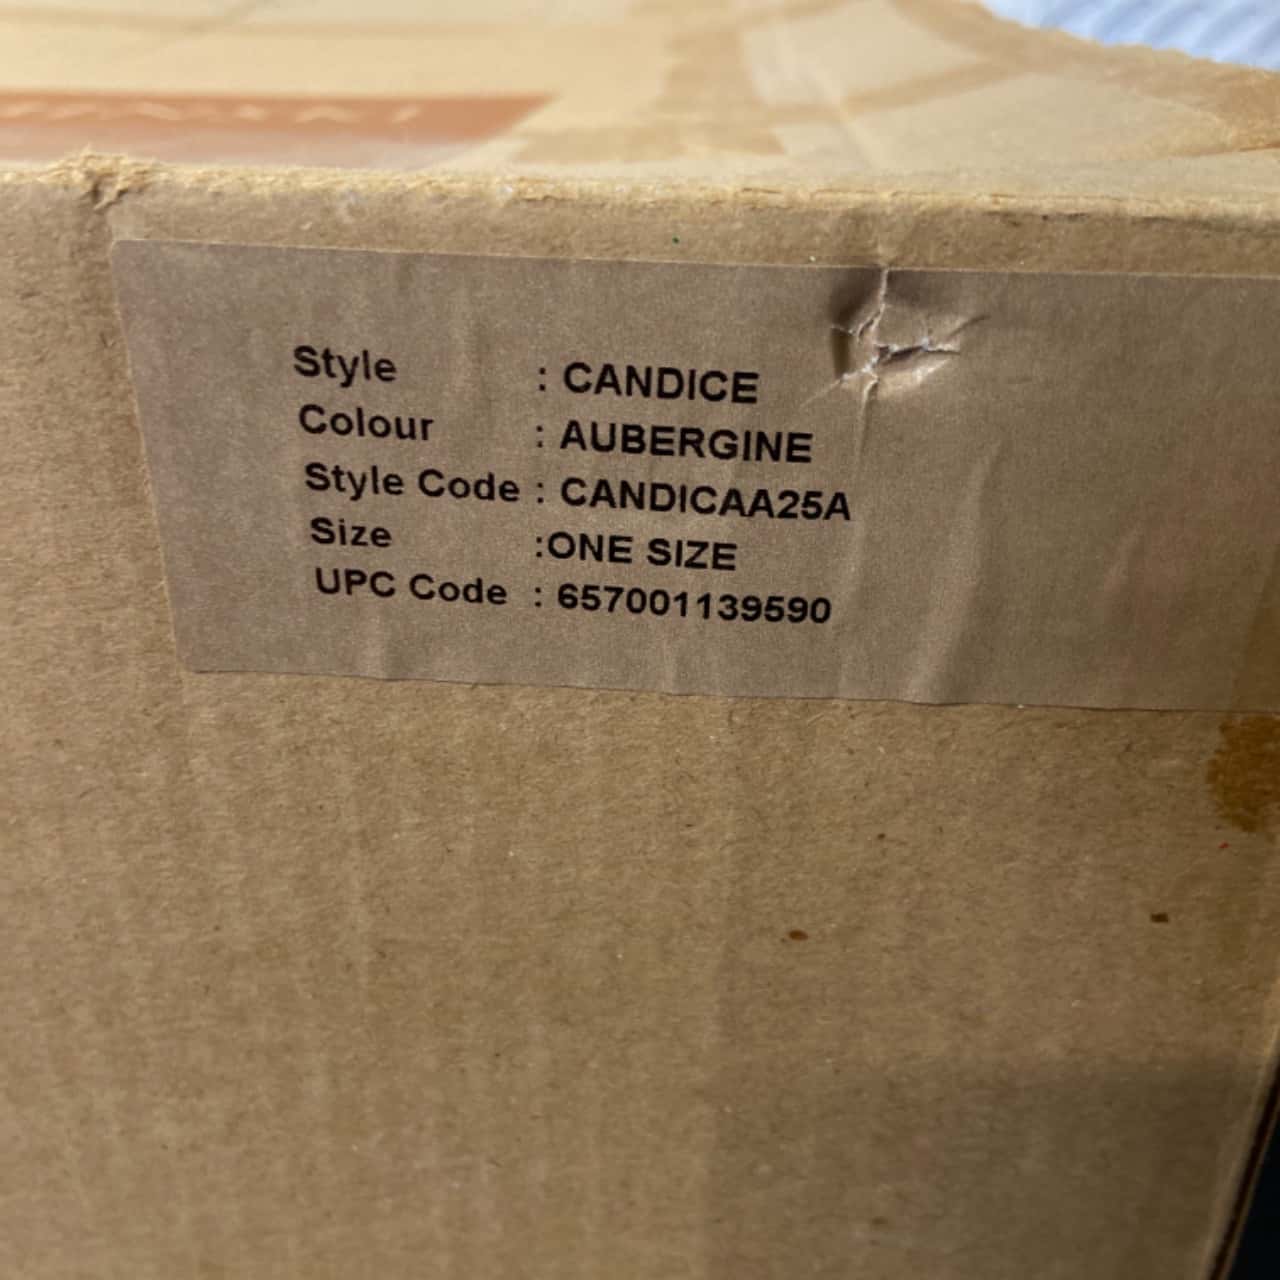 Style : CANDICE
Colour : AUBERGINE
Style Code : CANDICAA25A
Size :ONE SIZE
UPC Code : 657001139590